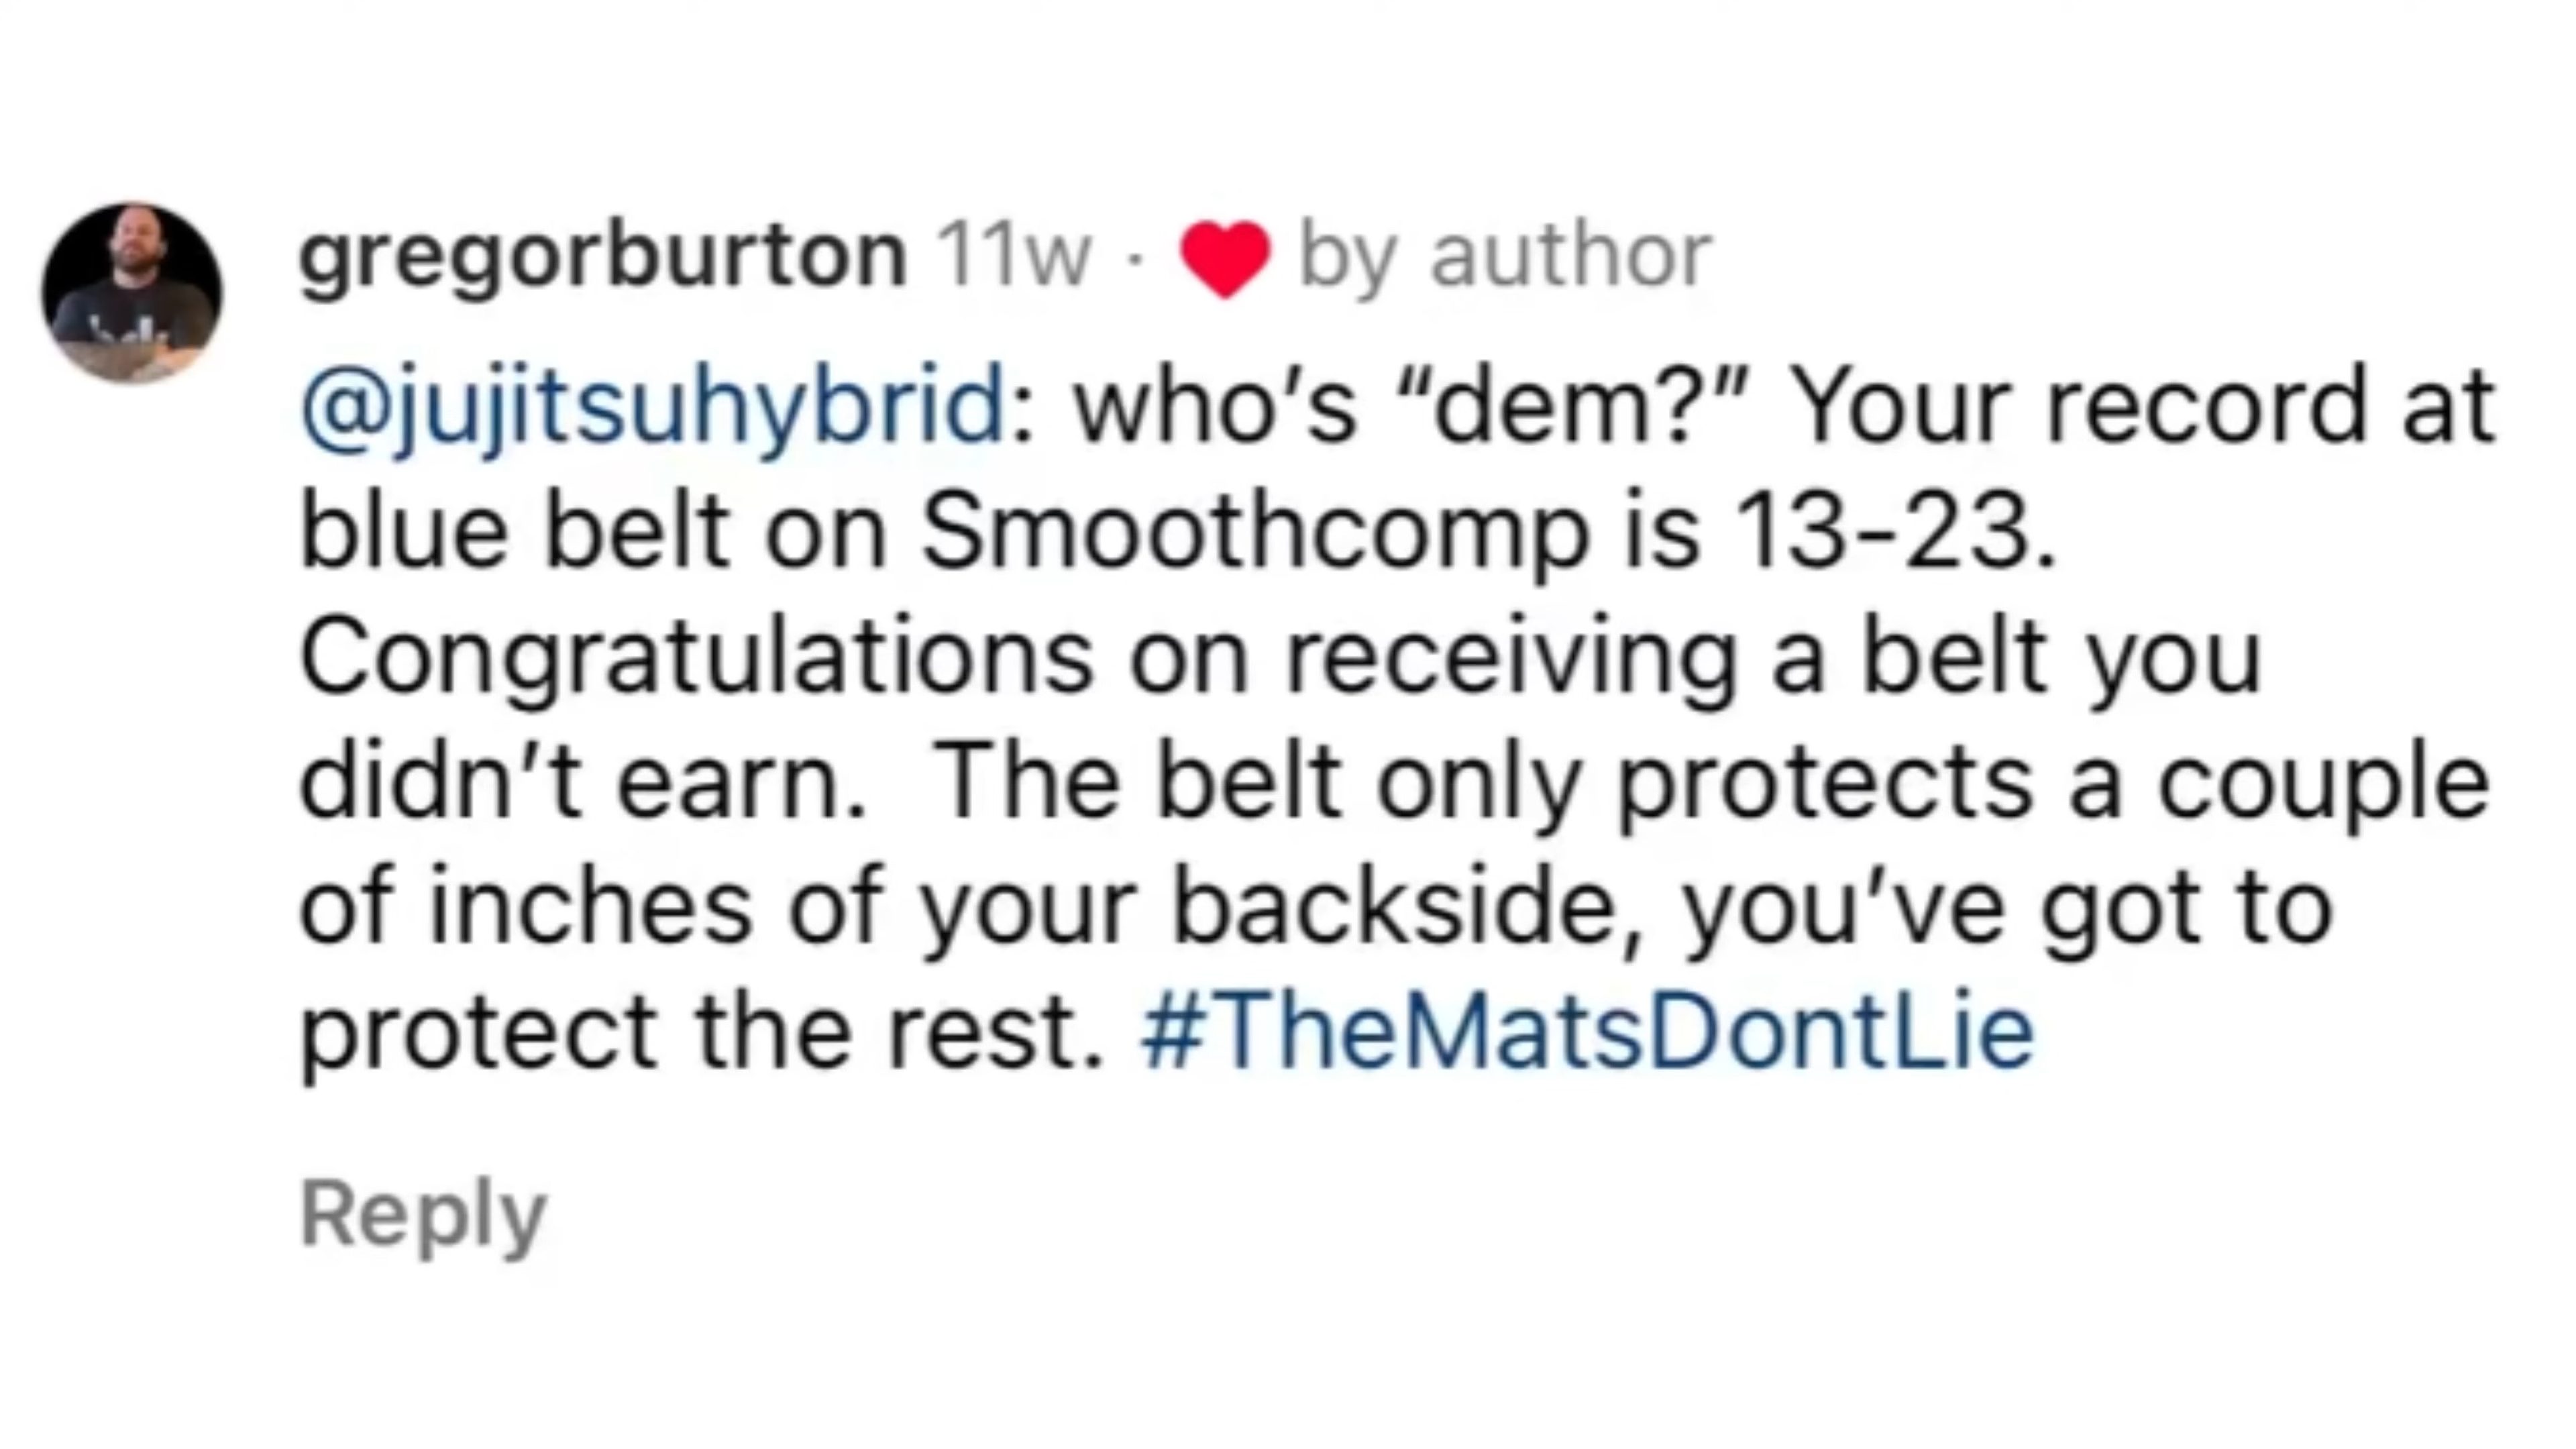 gregorburton 11w · ❤️ by author
@jujitsuhybrid: who’s “dem?” Your record at
blue belt on Smoothcomp is 13-23.
Congratulations on receiving a belt you
didn’t earn.  The belt only protects a couple
of inches of your backside, you’ve got to
protect the rest. #TheMatsDontLie
Reply